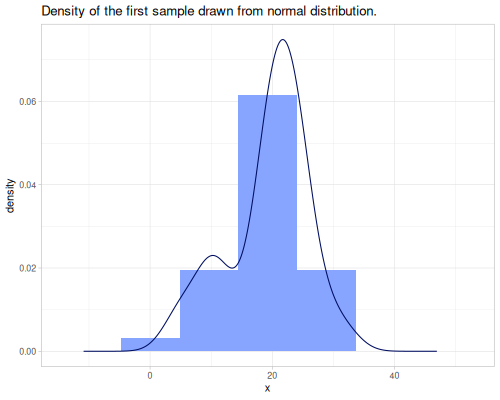 Density of the first sample drawn from normal distribution.
density
0.06
0.04
0.02
0.00
0
20
40
x